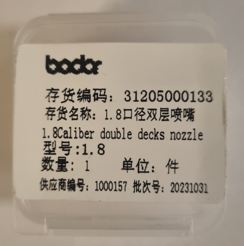 bodor
存货编码：31205000133
存货名称：1.8口径双层喷嘴
1.8Caliber double decks nozzle
型号:1.8
数量：1 单位：件
供应商编号：1000157 批次号：20231031